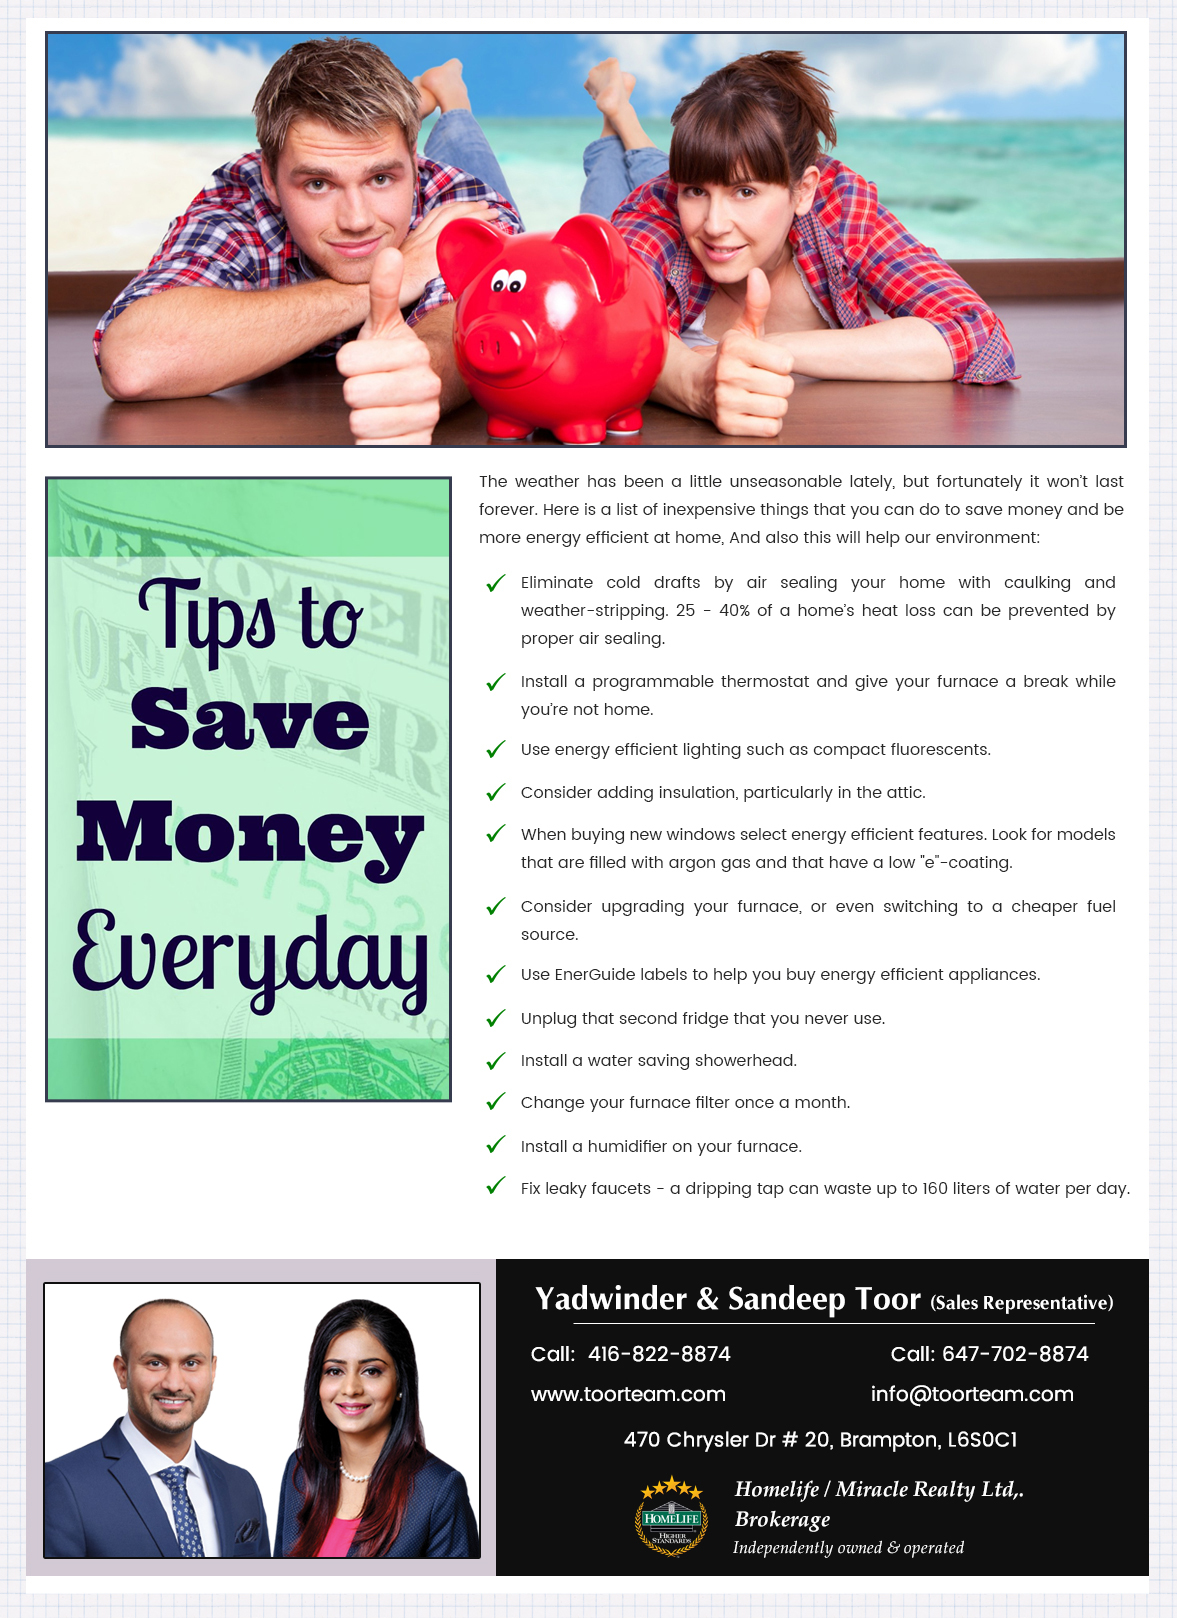 Tips to
Save
Money
Everyday
The weather has been a little unseasonable lately, but fortunately it won't last
forever. Here is a list of inexpensive things that you can do to save money and be
more energy efficient at home, And also this will help our environment:
Eliminate cold drafts by air sealing your home with caulking and
weather-stripping. 25 - 40% of a home's heat loss can be prevented by
proper air sealing.
Install a programmable thermostat and give your furnace a break while
you're not home.
Use energy efficient lighting such as compact fluorescents.
Consider adding insulation, particularly in the attic.
When buying new windows select energy efficient features. Look for models
that are filled with argon gas and that have a low "e"-coating.
Consider upgrading your furnace, or even switching to a cheaper fuel
source.
Use EnerGuide labels to help you buy energy efficient appliances.
Unplug that second fridge that you never use.
Install a water saving showerhead.
Change your furnace filter once a month.
Install a humidifier on your furnace.
Fix leaky faucets - a dripping tap can waste up to 160 liters of water per day.
Yadwinder & Sandeep Toor (Sales Representative)
Call: 416-822-8874 Call: 647-702-8874
www.toorteam.com info@toorteam.com
470 Chrysler Dr # 20, Brampton, L6S0C1
HOMELIFE
HIGHER
STANDARDS
Homelife / Miracle Realty Ltd,.
Brokerage
Independently owned & operated